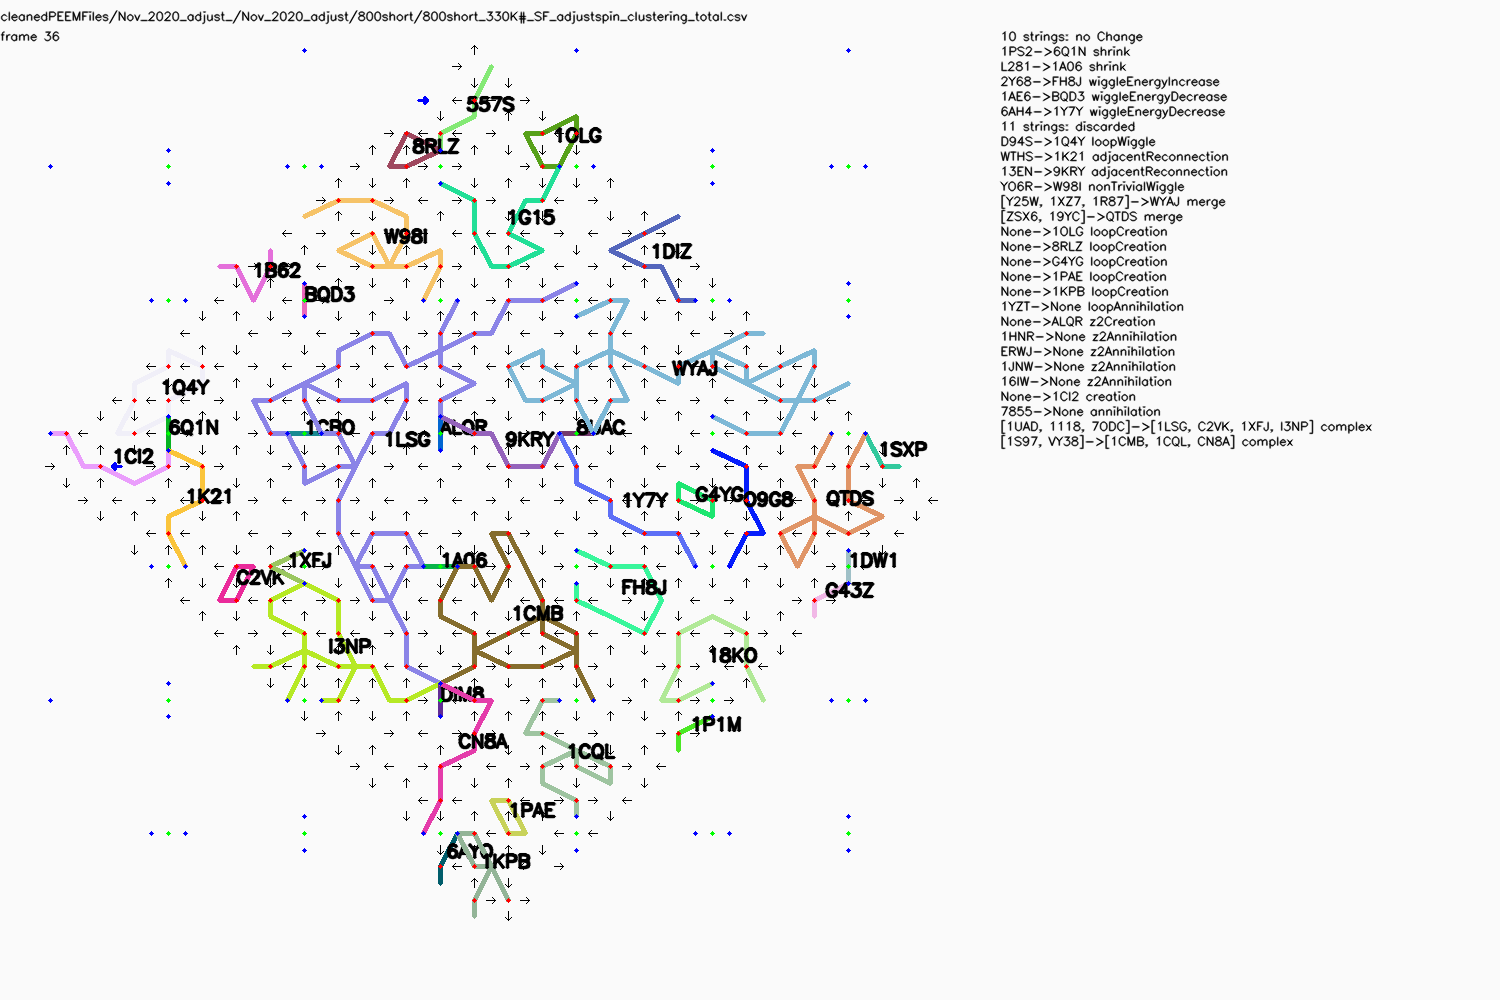 cleanedPEEMFiles/Nov_2020_adjust_/Nov_2020_adjust/800short/800short_330K#_SF_adjustspin_clustering_total.csv
frame 36
10 strings: no Change
1PS2->6Q1N shrink
L281->1A06 shrink
2Y68->FH8J wiggleEnergyIncrease
1AE6->BQD3 wiggleEnergyDecrease
6AH4->1Y7Y wiggleEnergyDecrease
11 strings: discarded
D94S->1Q4Y loopWiggle
WTHS->1K21 adjacentReconnection
13EN->9KRY adjacentReconnection
YO6R->W98I nonTrivialWiggle
[Y25W, 1XZ7, 1R87]->WYAJ merge
[ZSX6, 19YC]->QTDS merge
None->1OLG loopCreation
None->8RLZ loopCreation
None->G4YG loopCreation
None->1PAE loopCreation
None->1KPB loopCreation
1YZT->None loopAnnihilation
None->ALQR z2Creation
1HNR->None z2Annihilation
ERWJ->None z2Annihilation
1JNW->None z2Annihilation
16IW->None z2Annihilation
None->1CI2 creation
7855->None annihilation
[1UAD, 1118, 7ODC]->[1LSG, C2VK, 1XFJ, I3NP] complex
[1S97, VY38]->[1CMB, 1CQL, CN8A] complex
557S
8RLZ
1OLG
1G15
W98I
1DIZ
1B62
BQD3
WYAJ
1Q4Y
6Q1N
1LSG
ALQR
9KRY
1SXP
1CI2
1K21
1Y7Y
G4YG
O9G8
QTDS
1XFJ
C2VK
1A06
FH8J
1DW1
G43Z
1CMB
I3NP
18KO
DIM8
1P1M
CN8A
1CQL
1PAE
1KPB